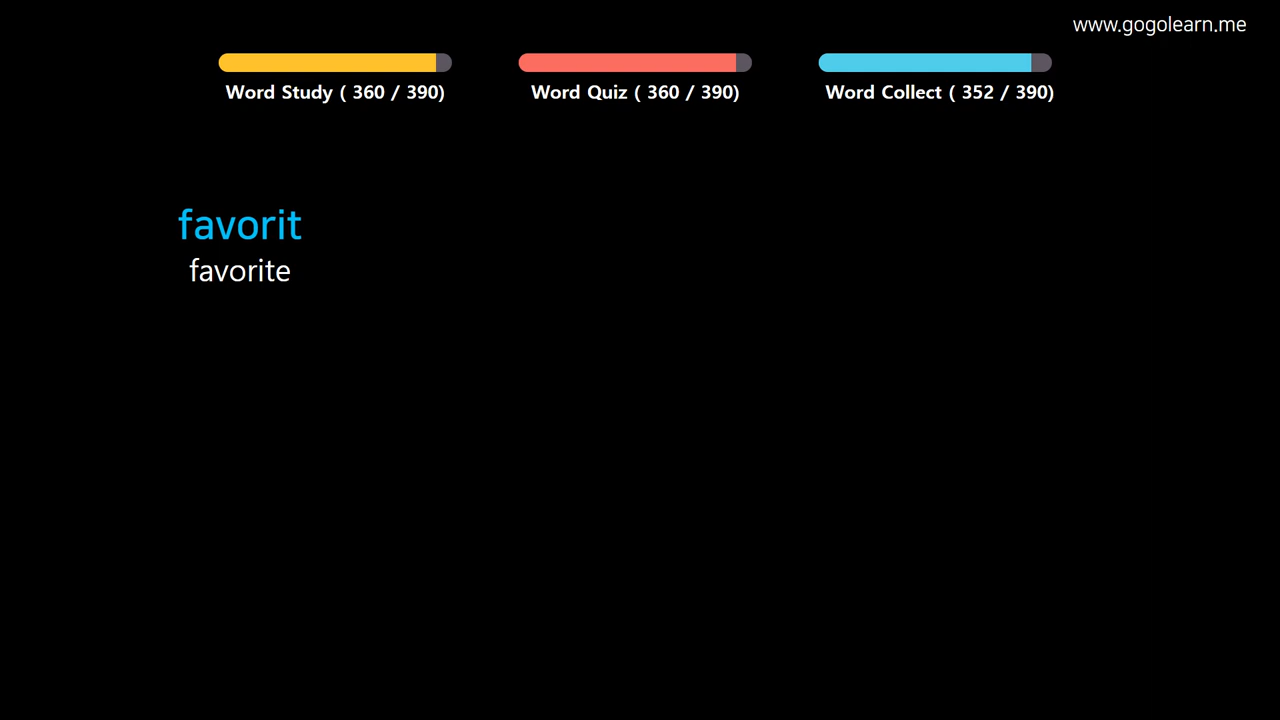 www.gogolearn.me
Word Study ( 360 / 390)
Word Quiz ( 360 / 390)
Word Collect ( 352 / 390)
favorit
favorite